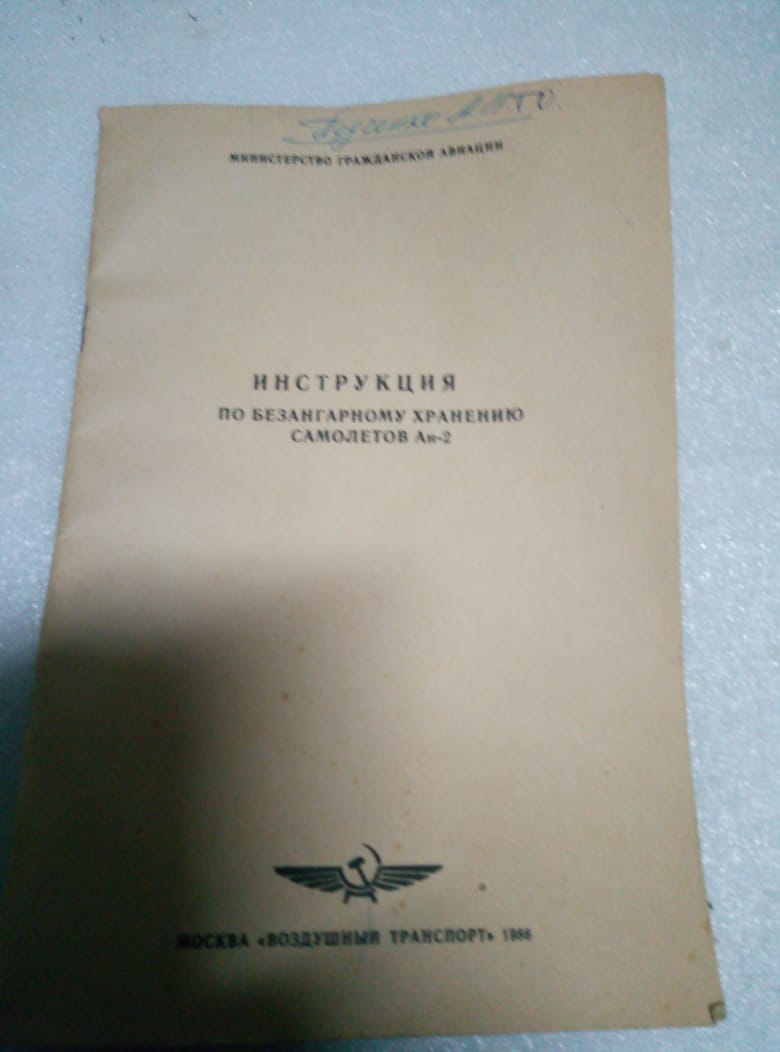 МИНИСТЕРСТВО ГРАЖДАНСКОЙ АВИАЦИИ
ИНСТРУКЦИЯ
ПО БЕЗАНГАРНОМУ ХРАНЕНИЮ
САМОЛЕТОВ Ан-2
МОСКВА «ВОЗДУШНЫЙ ТРАНСПОРТ» 1986